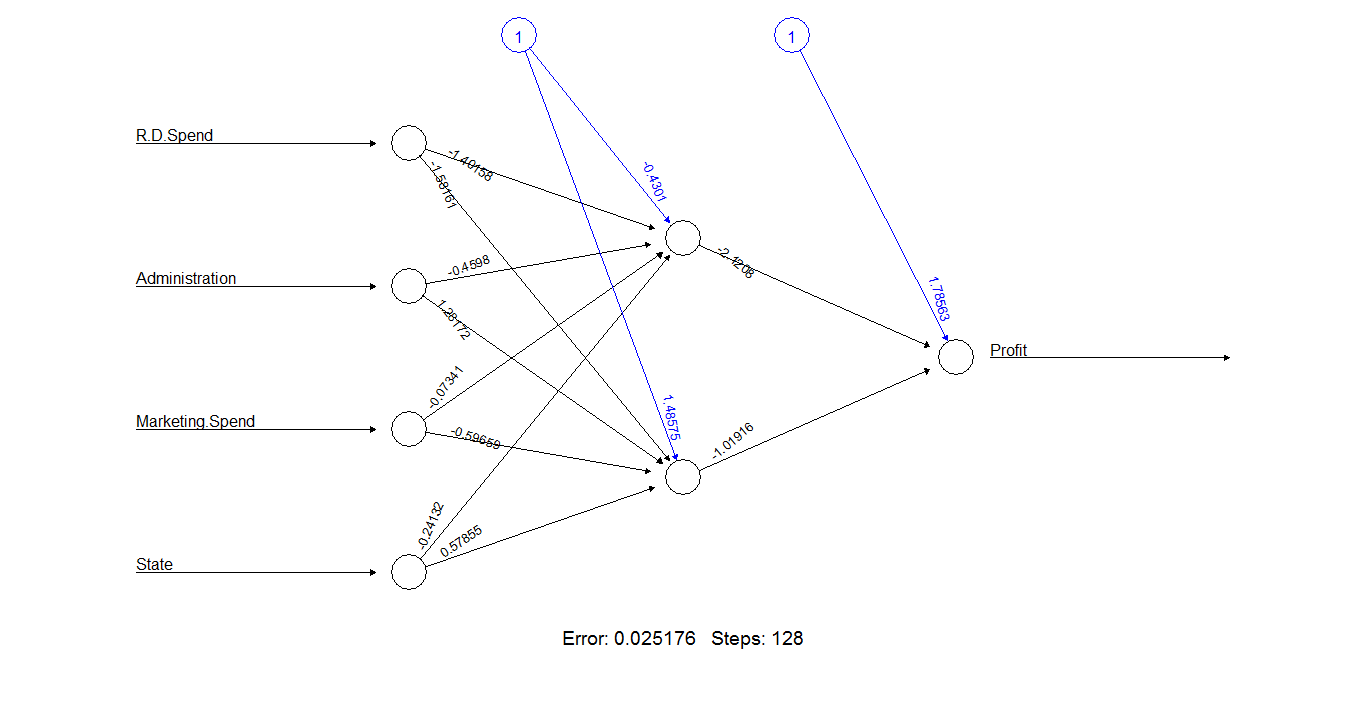 1
1
R.D.Spend
-1.40158
-1.58161
-0.4301
Administration
-0.4598
1.28172
-2.1208
1.78563
Profit
Marketing.Spend
-0.07341
-0.59659
1.48575
-1.01916
State
-0.24132
0.57855
Error: 0.025176 Steps: 128